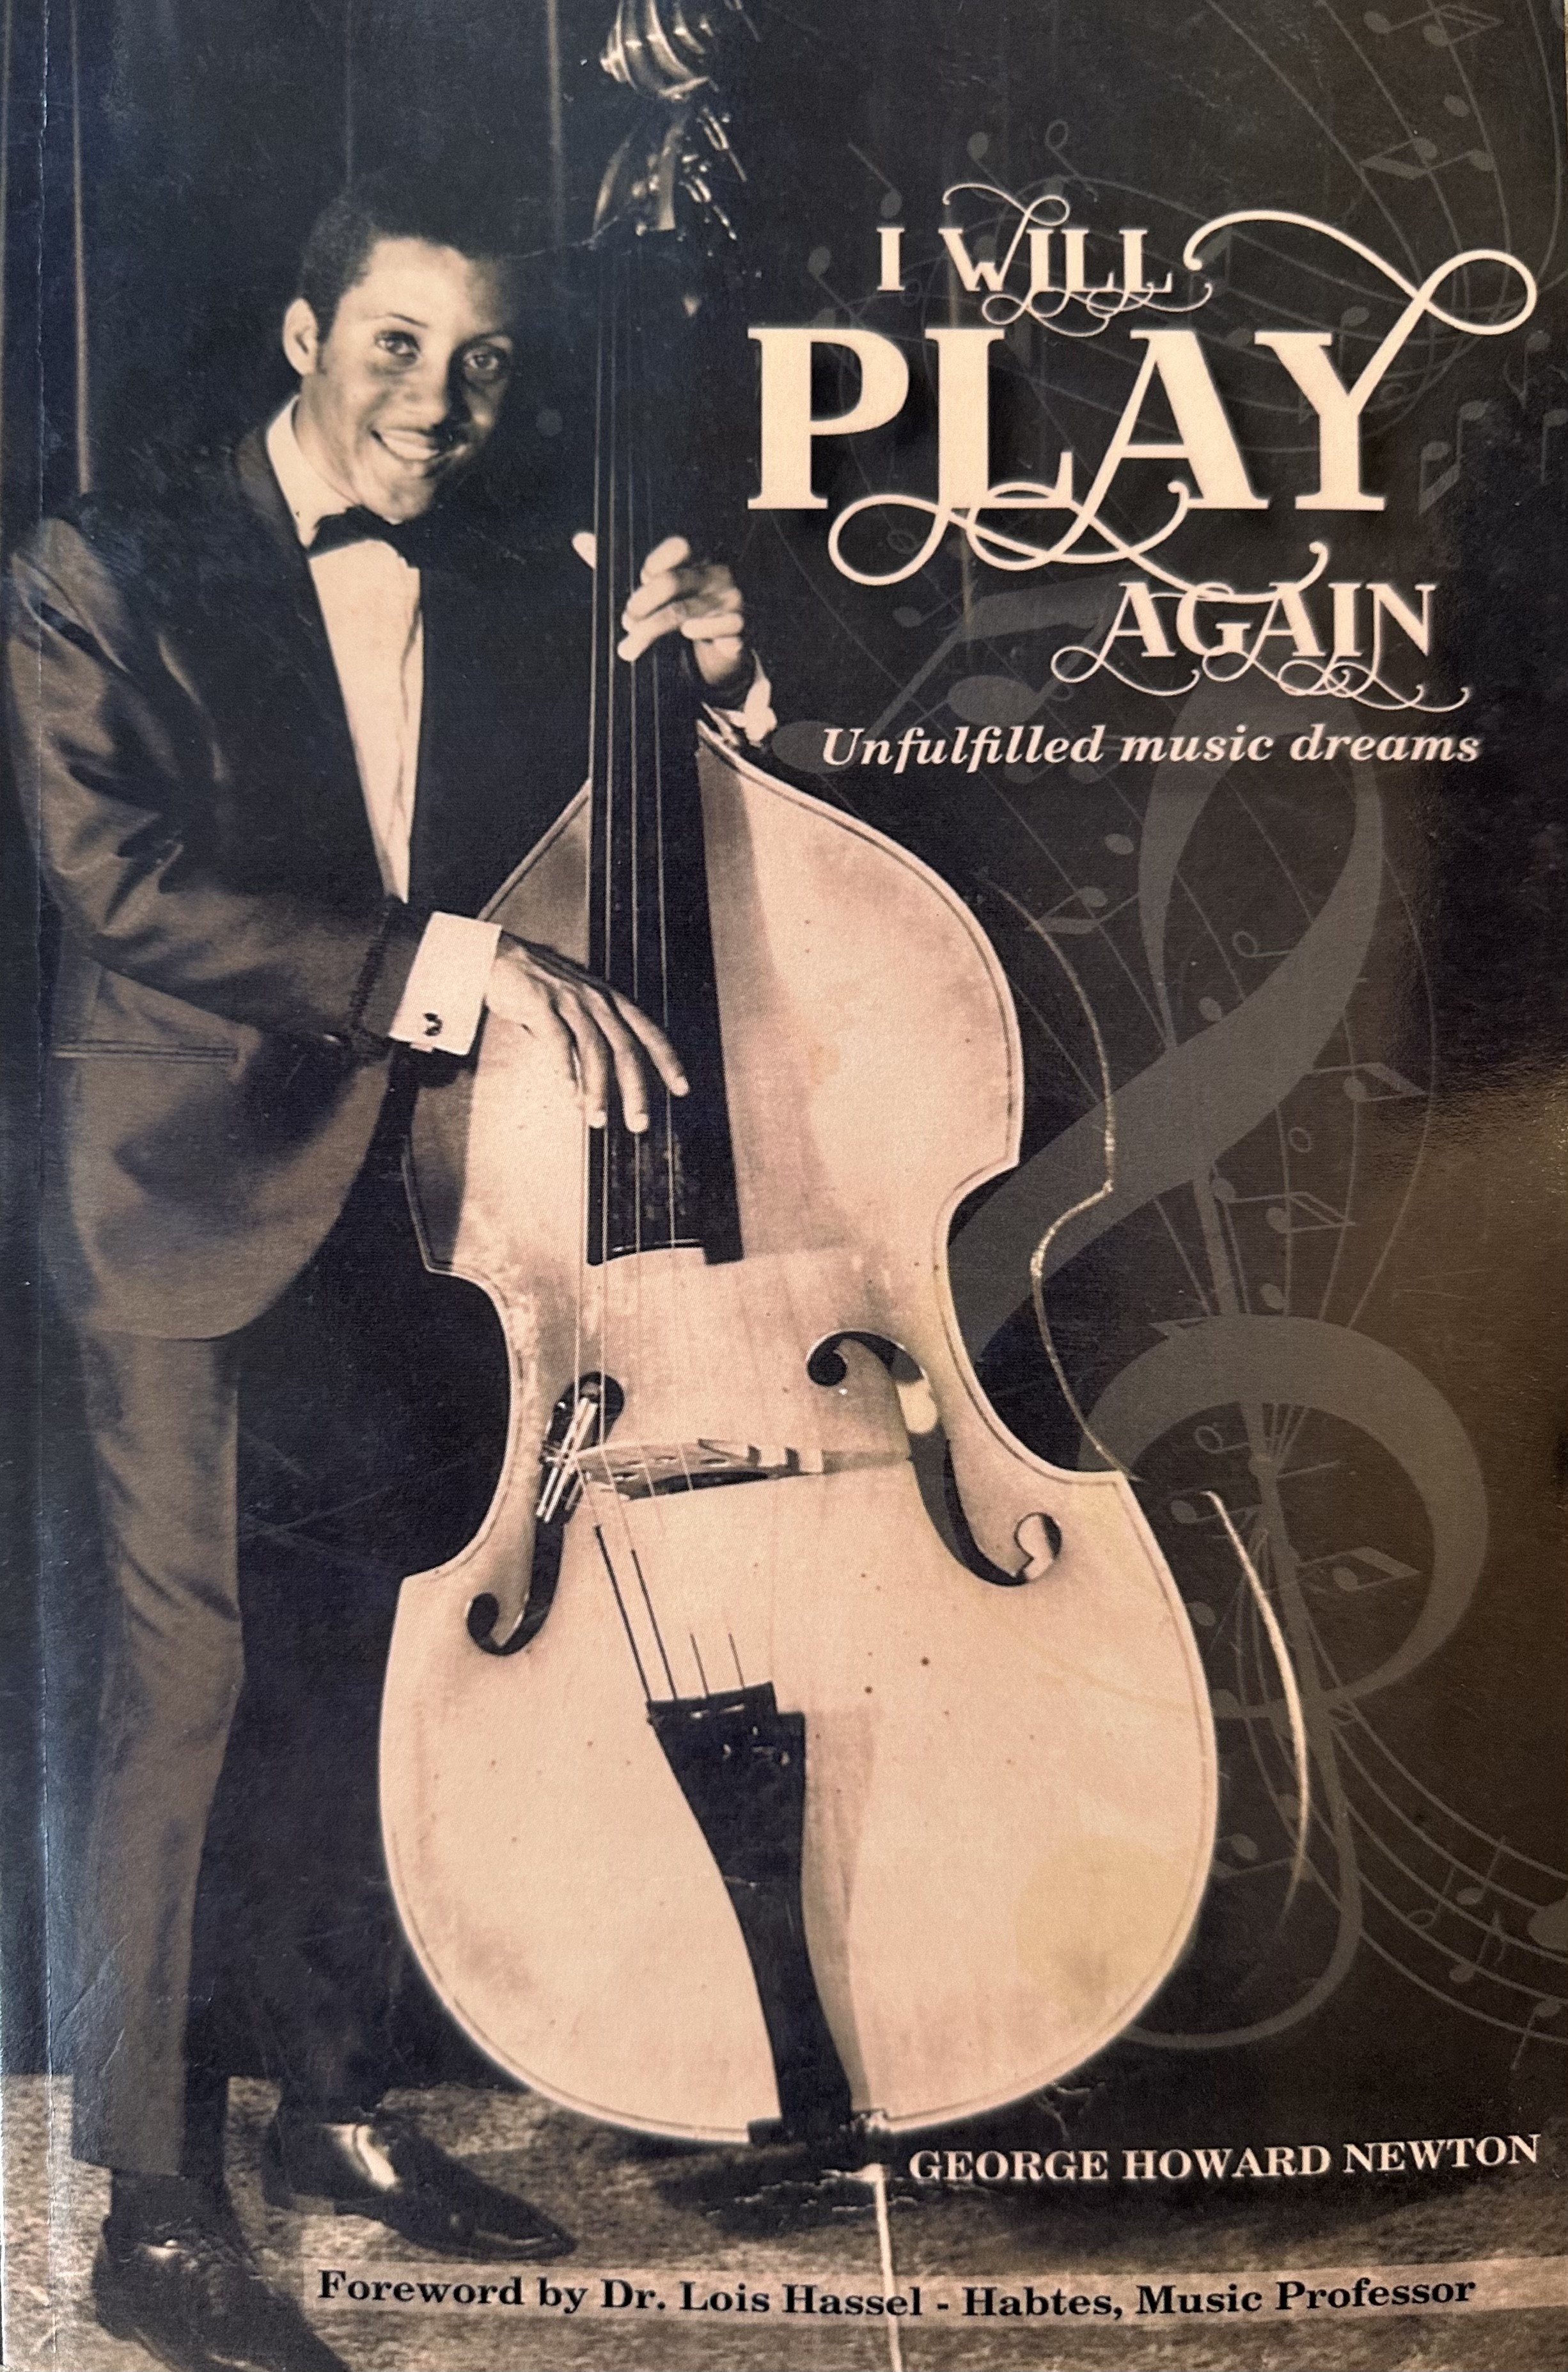 I WILL
PLAY
AGAIN
Unfulfilled music dreams
GEORGE HOWARD NEWTON
Foreword by Dr. Lois Hassel - Habtes, Music Professor